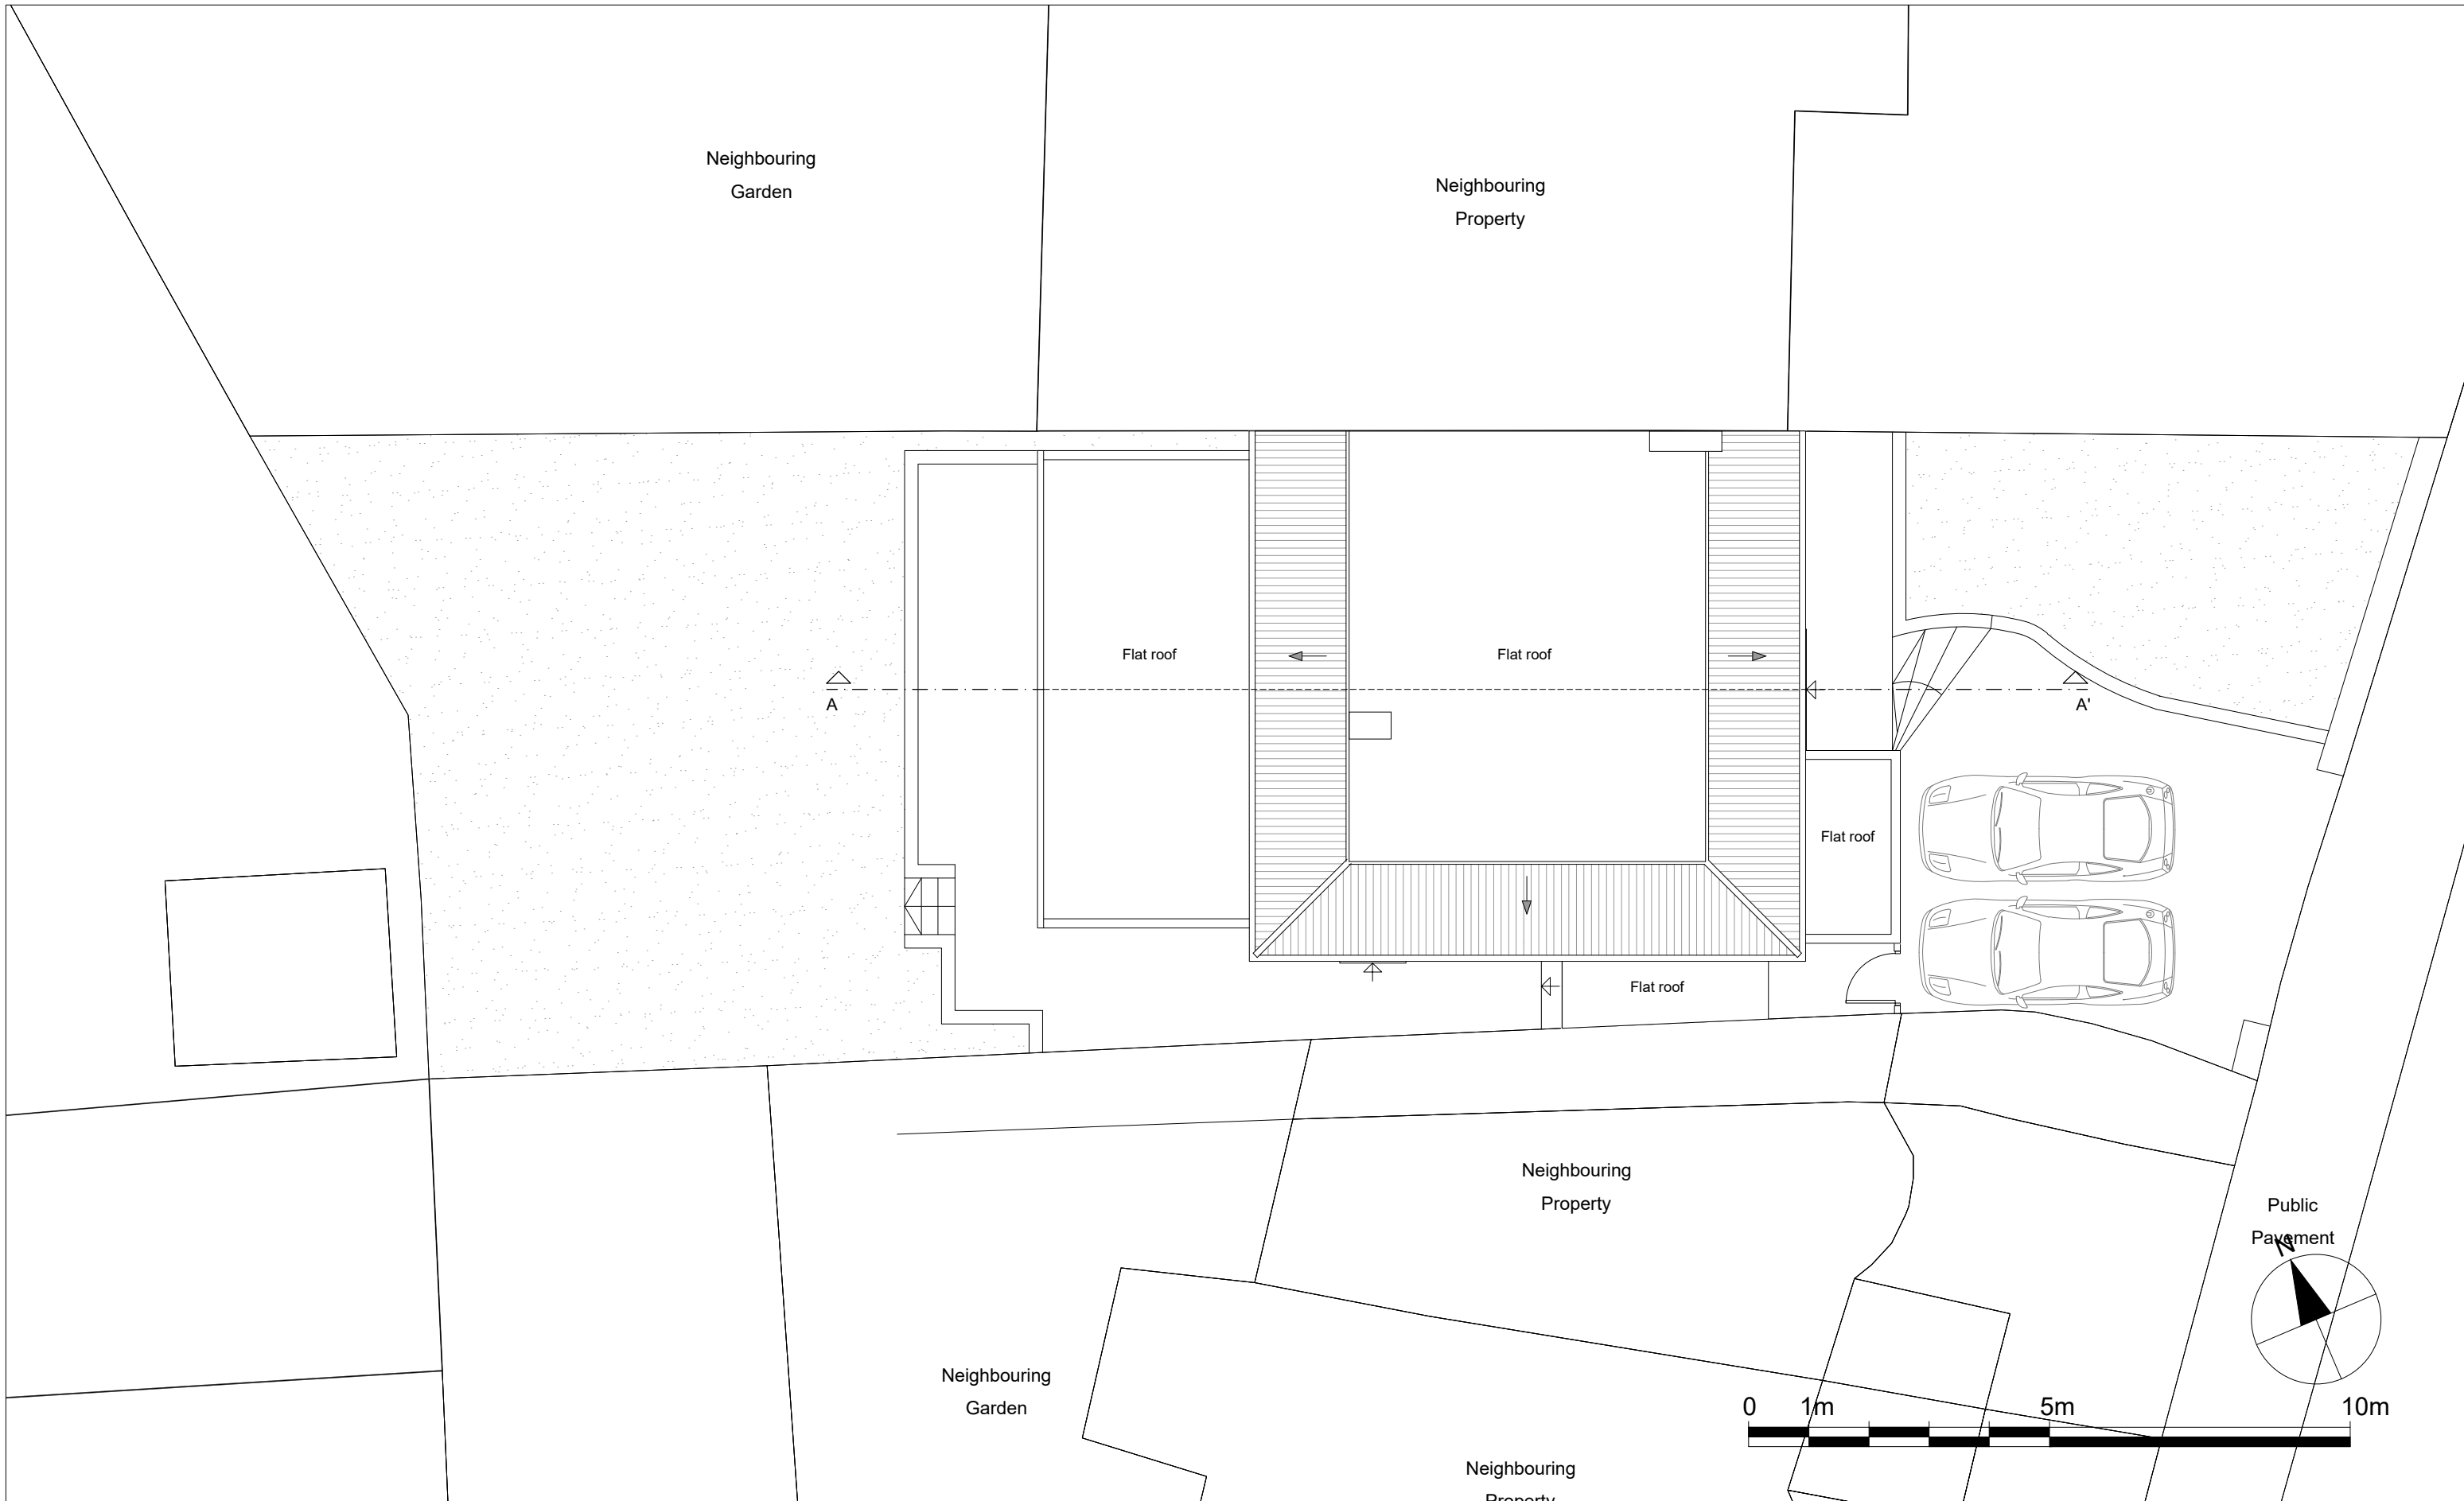 Neighbouring
Garden
Neighbouring
Property
Flat roof
Flat roof
A
A'
Flat roof
Flat roof
Neighbouring
Property
Public
Pavement
N
Neighbouring
Garden
0 1m 5m 10m
Neighbouring
Property